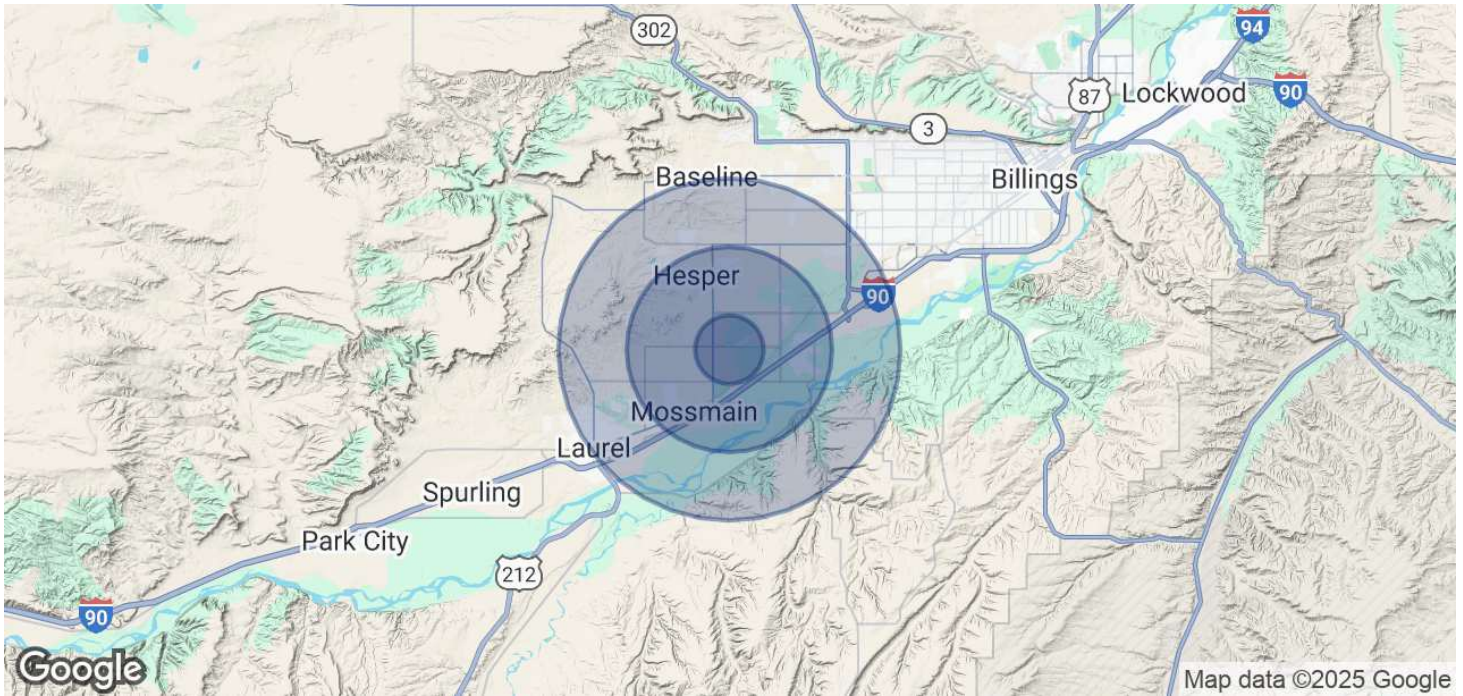 302
94
87
Lockwood
90
3
Baseline
Billings
Hesper
90
Mossmain
Laurel
Spurling
Park City
212
90
Google
Map data ©2025 Google